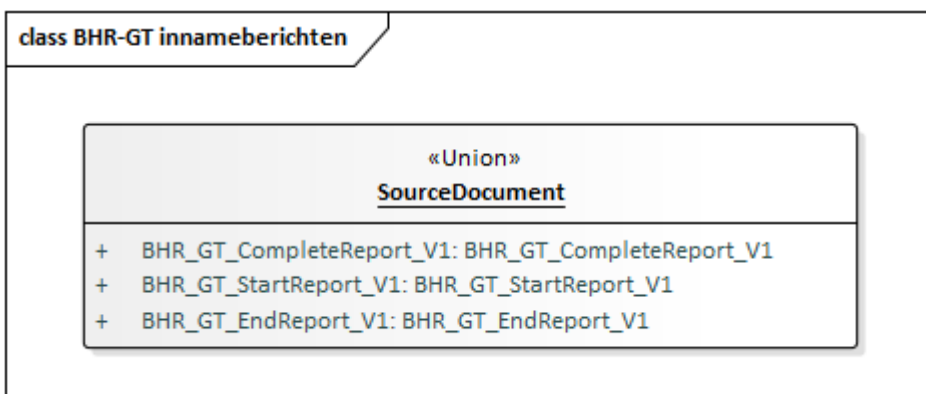 class BHR-GT innameberichten
«Union»
SourceDocument
+ BHR_GT_CompleteReport_V1: BHR_GT_CompleteReport_V1
+ BHR_GT_StartReport_V1: BHR_GT_StartReport_V1
+ BHR_GT_EndReport_V1: BHR_GT_EndReport_V1